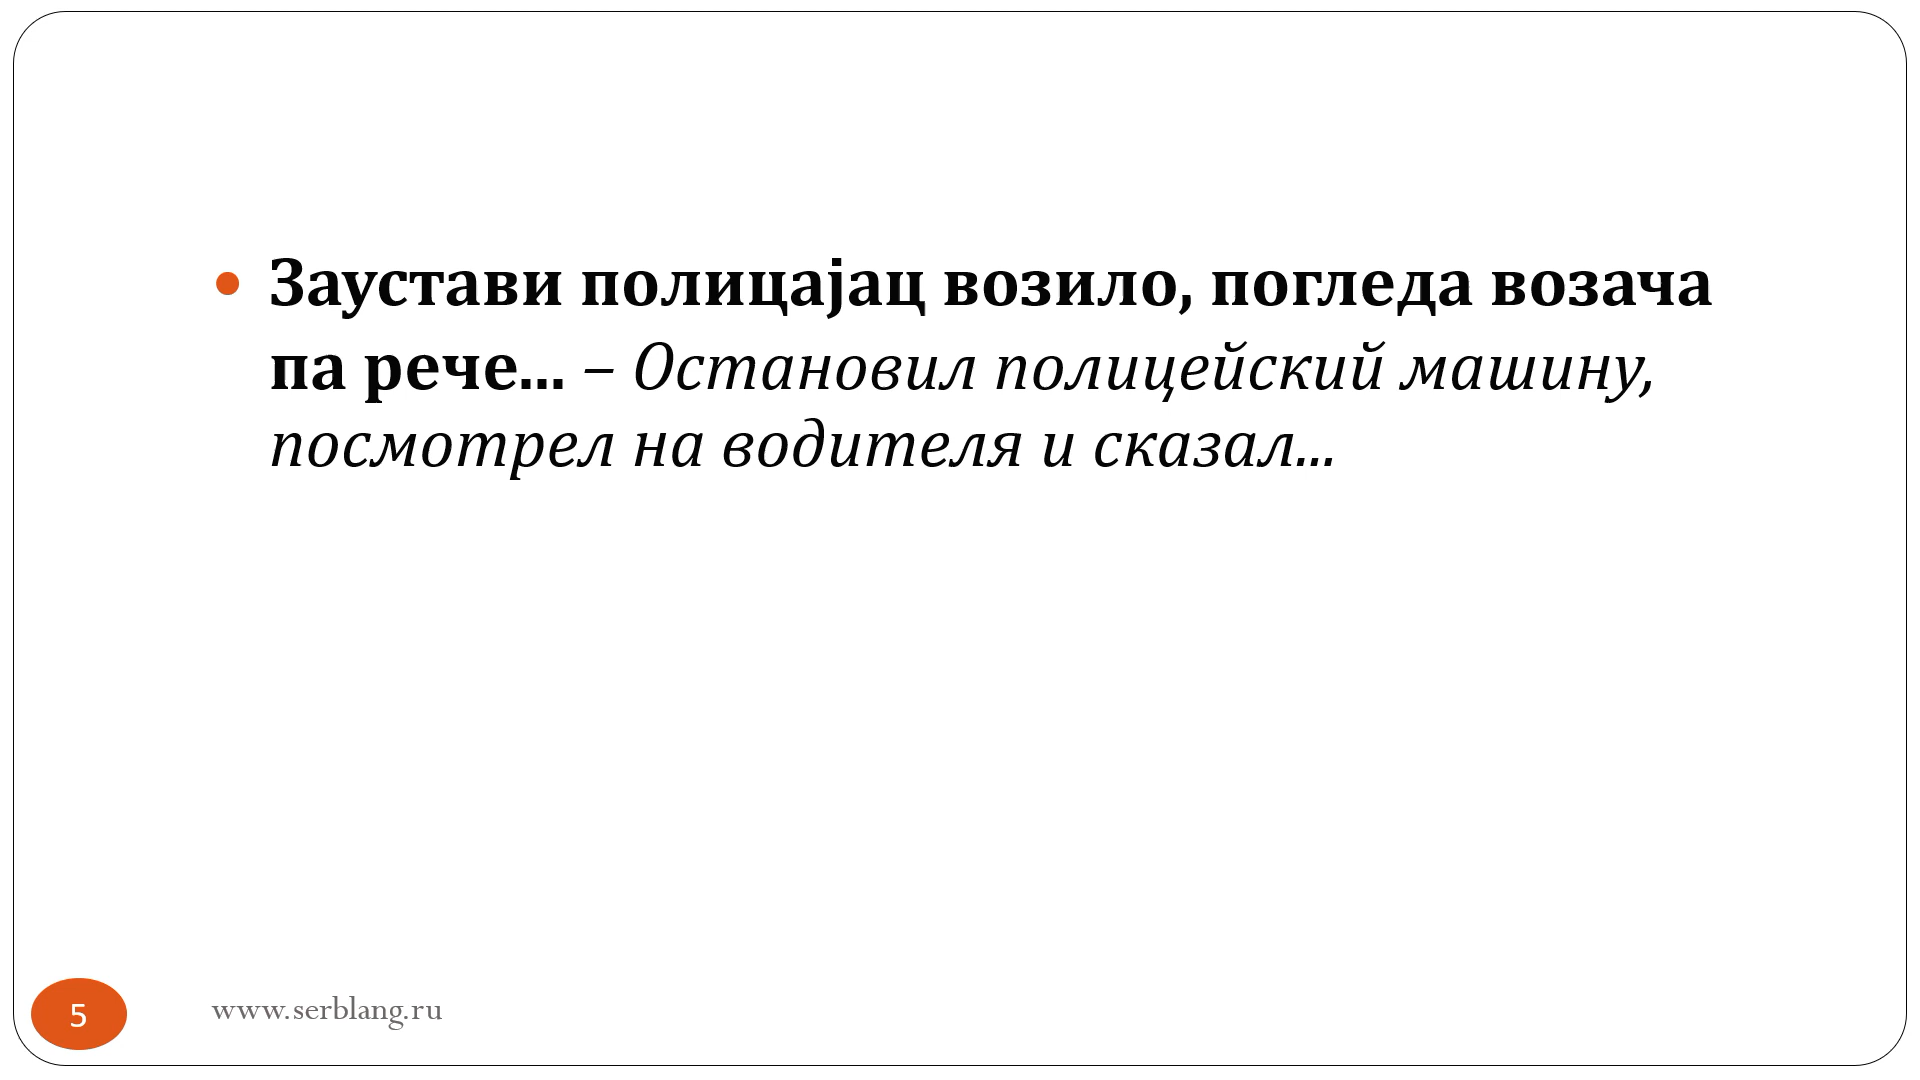 Заустави полицајац возило, погледа возача
па рече… – Остановил полицейский машину,
посмотрел на водителя и сказал…
5
www.serblang.ru